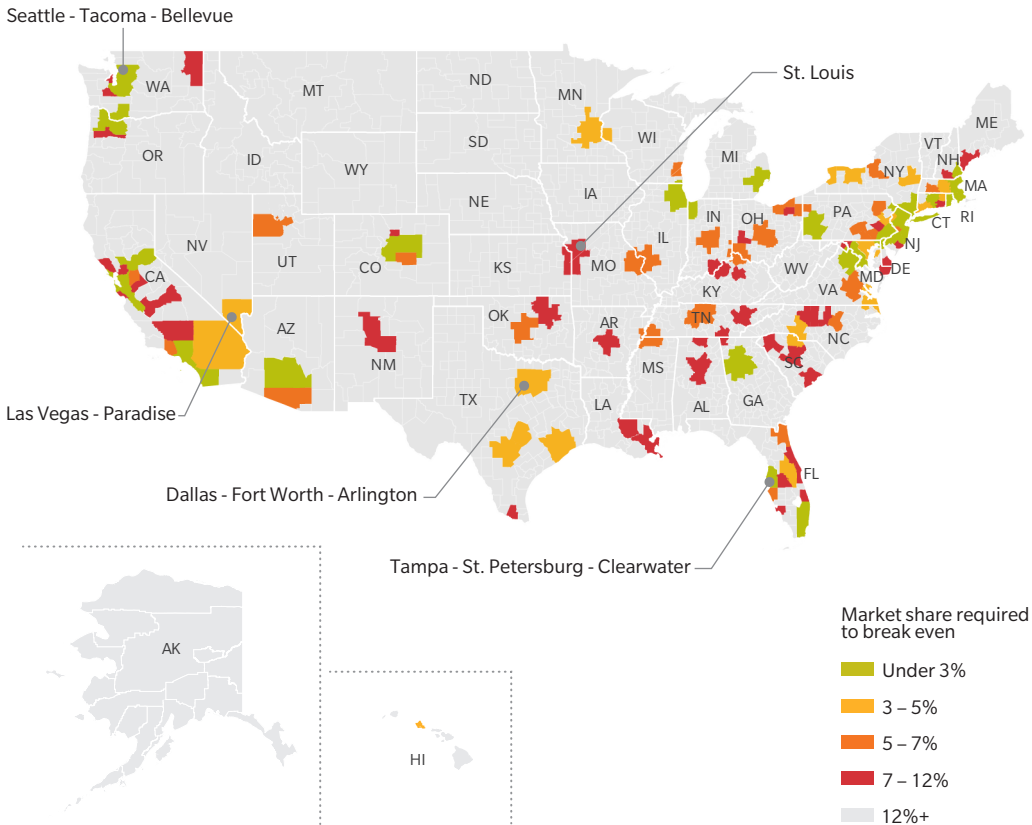 Seattle - Tacoma - Bellevue
St. Louis
WA
MT
ND
MN
ME
OR
ID
SD
WI
MI
VT
NH
NY
WY
MA
IA
NE
PA
CT
RI
NV
UT
IN
OH
IL
NJ
CA
CO
KS
MO
WV
MD
DE
KY
VA
AZ
OK
TN
AR
NC
NM
MS
SC
TX
LA
AL
GA
Las Vegas - Paradise
FL
Dallas - Fort Worth - Arlington
Tampa - St. Petersburg - Clearwater
AK
HI
Market share required
to break even
Under 3%
3 – 5%
5 – 7%
7 – 12%
12%+